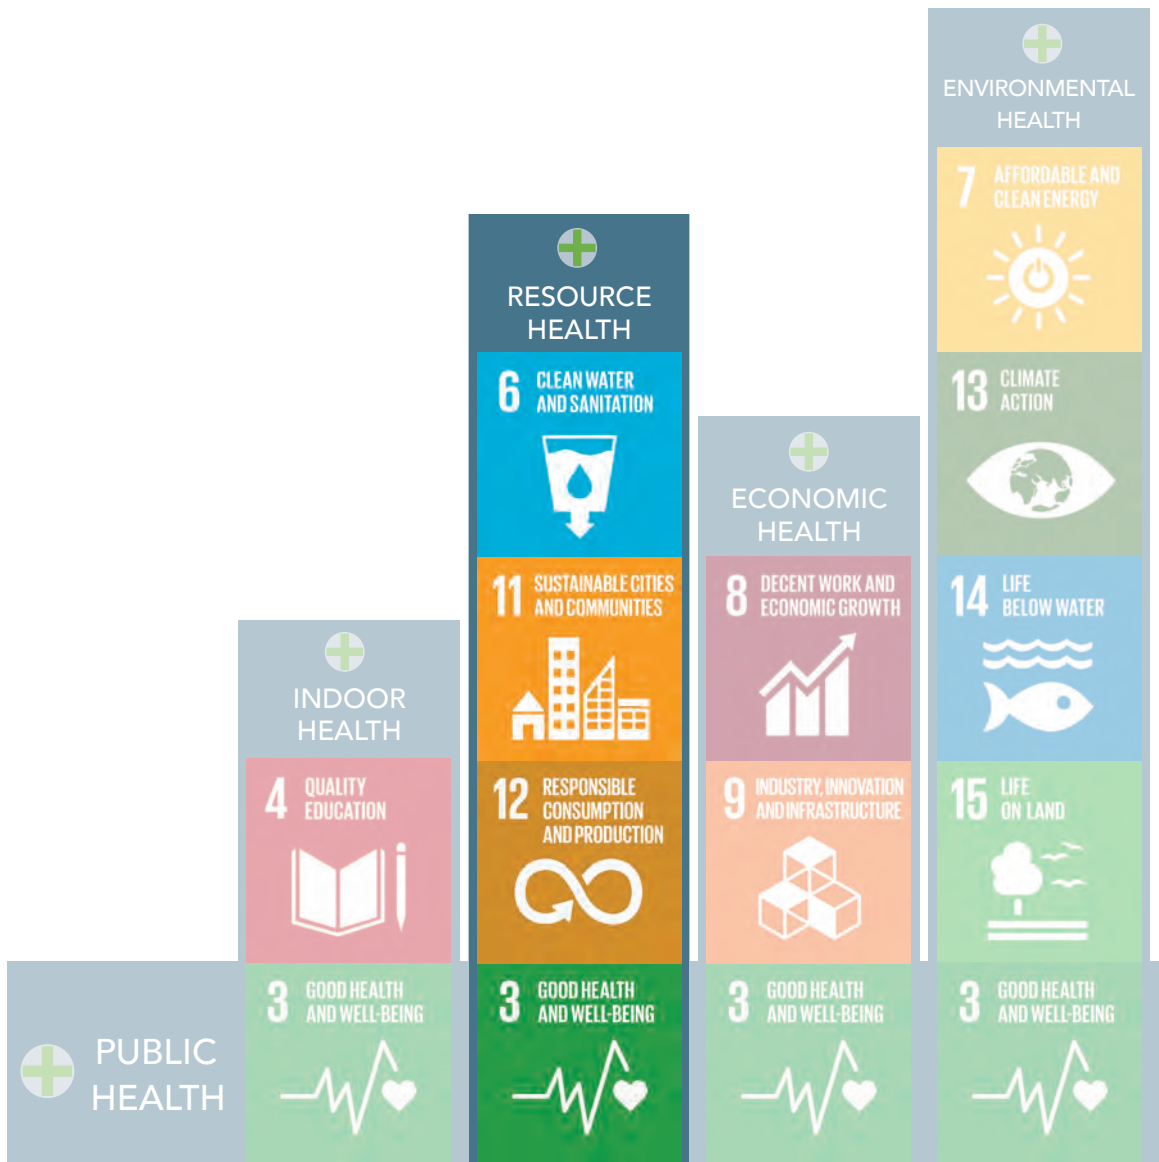 ENVIRONMENTAL
HEALTH
7 AFFORDABLE AND
CLEAN ENERGY
13 CLIMATE
ACTION
14 LIFE
BELOW WATER
15 LIFE
ON LAND
3 GOOD HEALTH
AND WELL-BEING
RESOURCE
HEALTH
6 CLEAN WATER
AND SANITATION
11 SUSTAINABLE CITIES
AND COMMUNITIES
12 RESPONSIBLE
CONSUMPTION
AND PRODUCTION
3 GOOD HEALTH
AND WELL-BEING
ECONOMIC
HEALTH
8 DECENT WORK AND
ECONOMIC GROWTH
9 INDUSTRY, INNOVATION
AND INFRASTRUCTURE
3 GOOD HEALTH
AND WELL-BEING
INDOOR
HEALTH
4 QUALITY
EDUCATION
3 GOOD HEALTH
AND WELL-BEING
PUBLIC
HEALTH